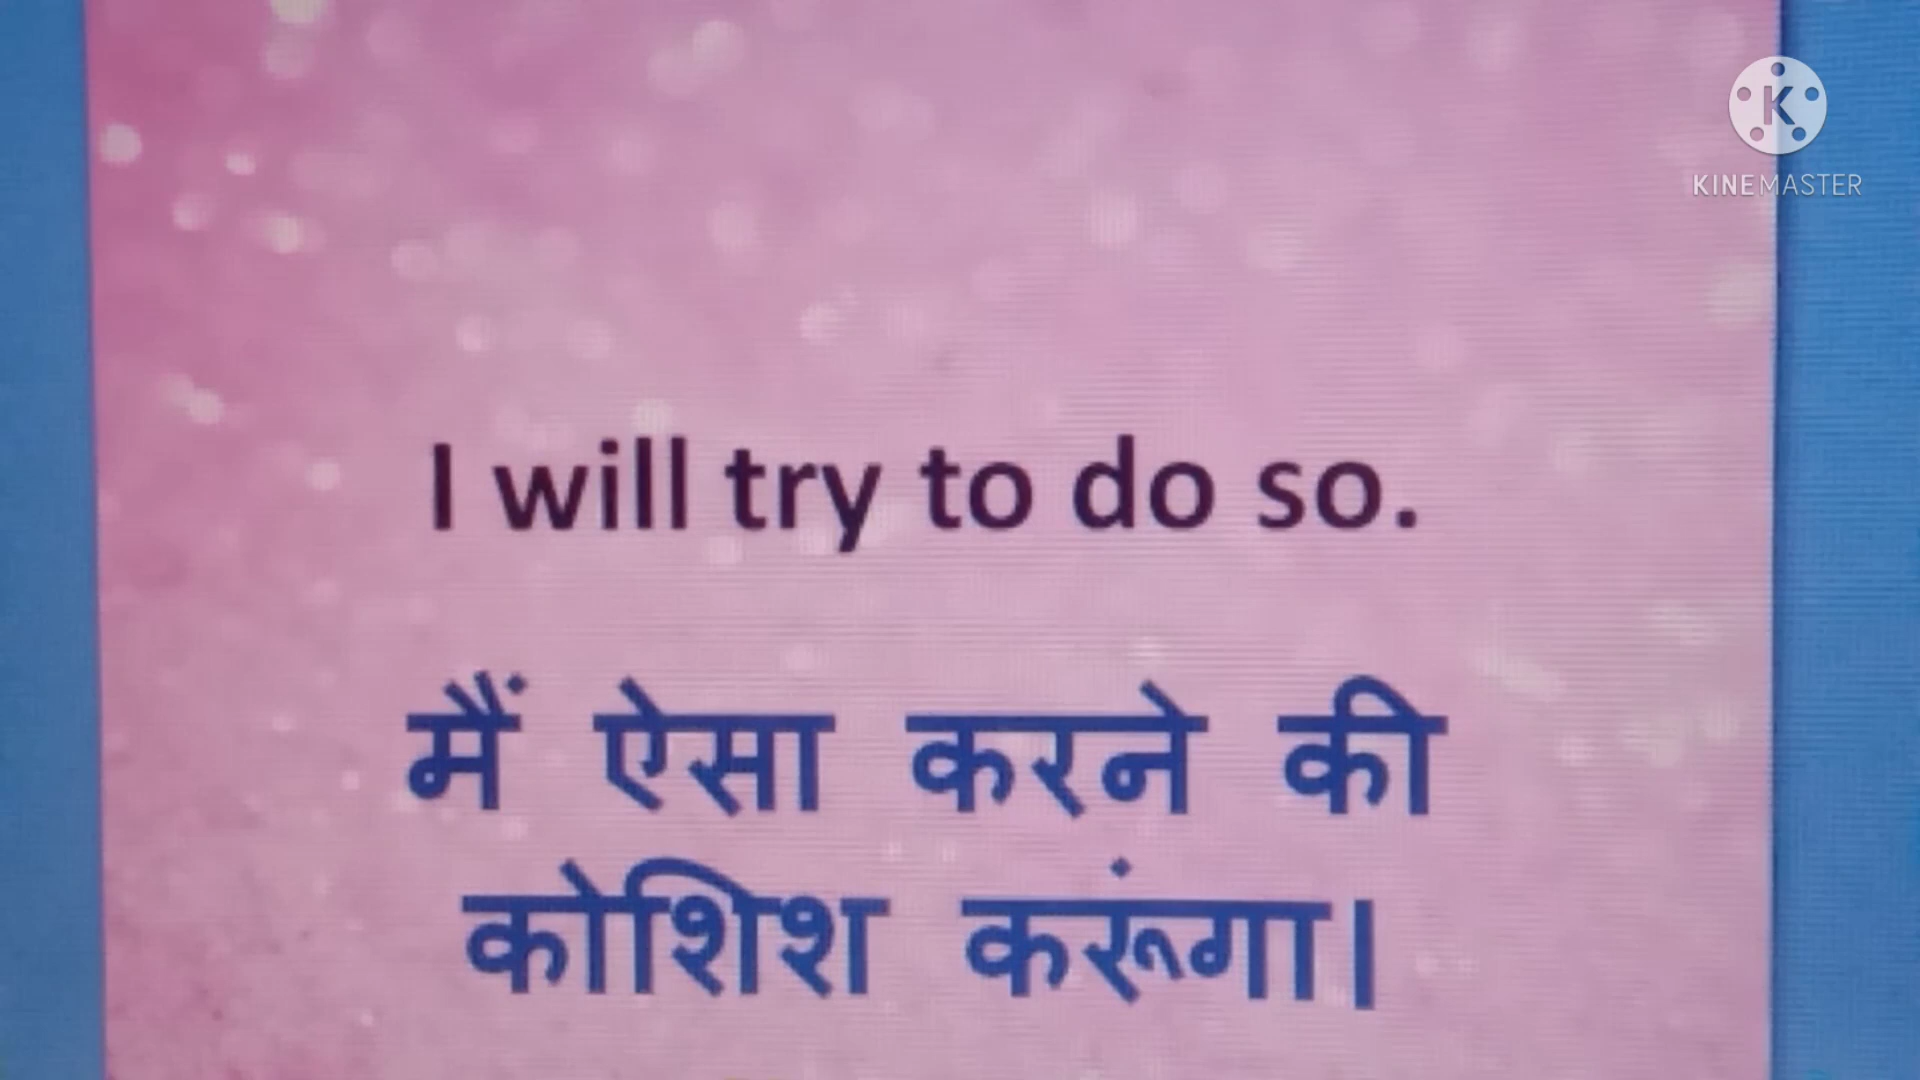 KINEMASTER
I will try to do so.
मैं ऐसा करने की
कोशिश करूंगा।